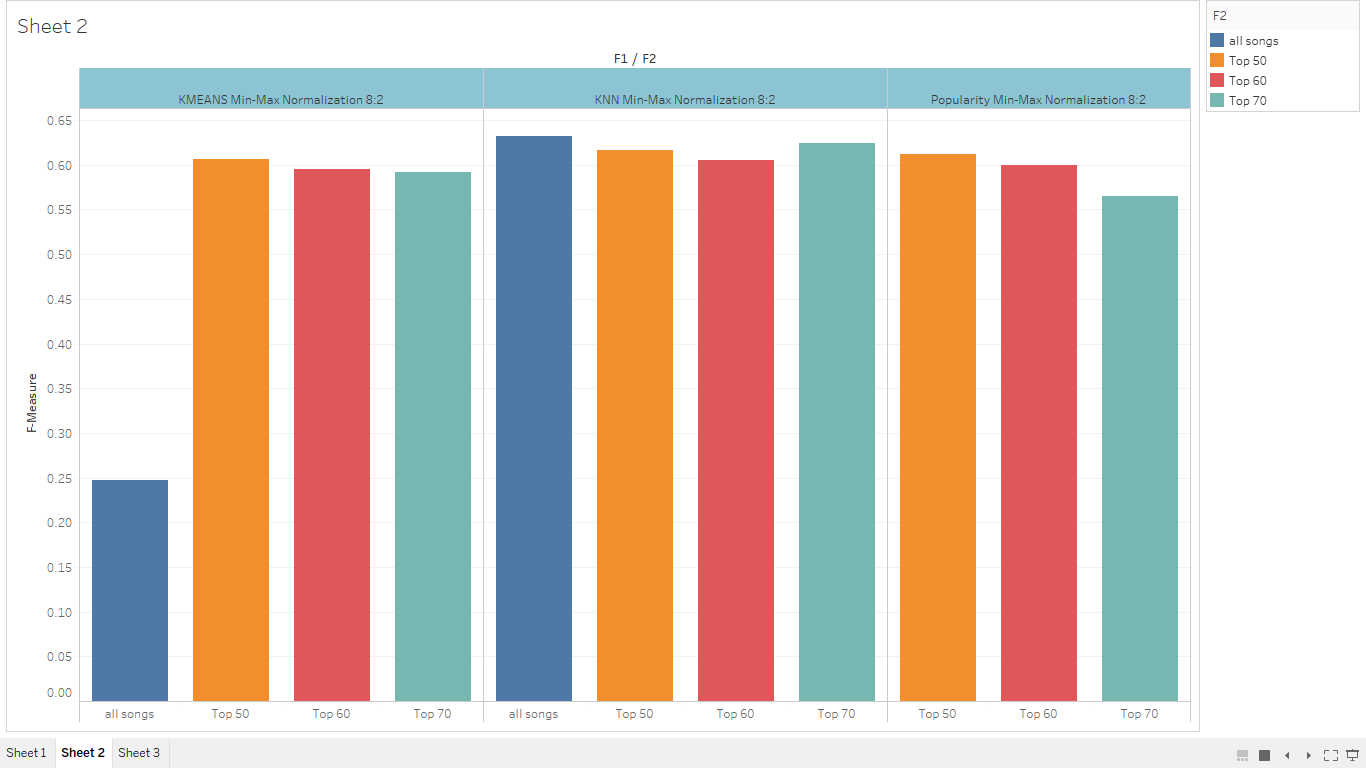 Sheet 2
F1 / F2
KMEANS Min-Max Normalization 8:2 KNN Min-Max Normalization 8:2 Popularity Min-Max Normalization 8:2
0.65
0.60
0.55
0.50
0.45
0.40
0.35
0.30
0.25
0.20
0.15
0.10
0.05
0.00
F-Measure
all songs Top 50 Top 60 Top 70 all songs Top 50 Top 60 Top 70 Top 50 Top 60 Top 70
F2
all songs
Top 50
Top 60
Top 70
Sheet 1 Sheet 2 Sheet 3